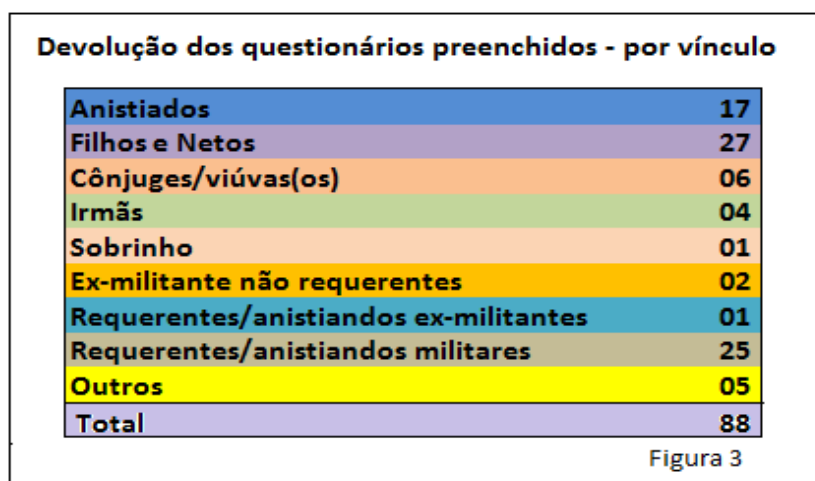 Devolução dos questionários preenchidos - por vínculo
Anistiados 17
Filhos e Netos 27
Cônjuges/viúvas(os) 06
Irmãs 04
Sobrinho 01
Ex-militante não requerentes 02
Requerentes/anistiandos ex-militantes 01
Requerentes/anistiandos militares 25
Outros 05
Total 88
Figura 3